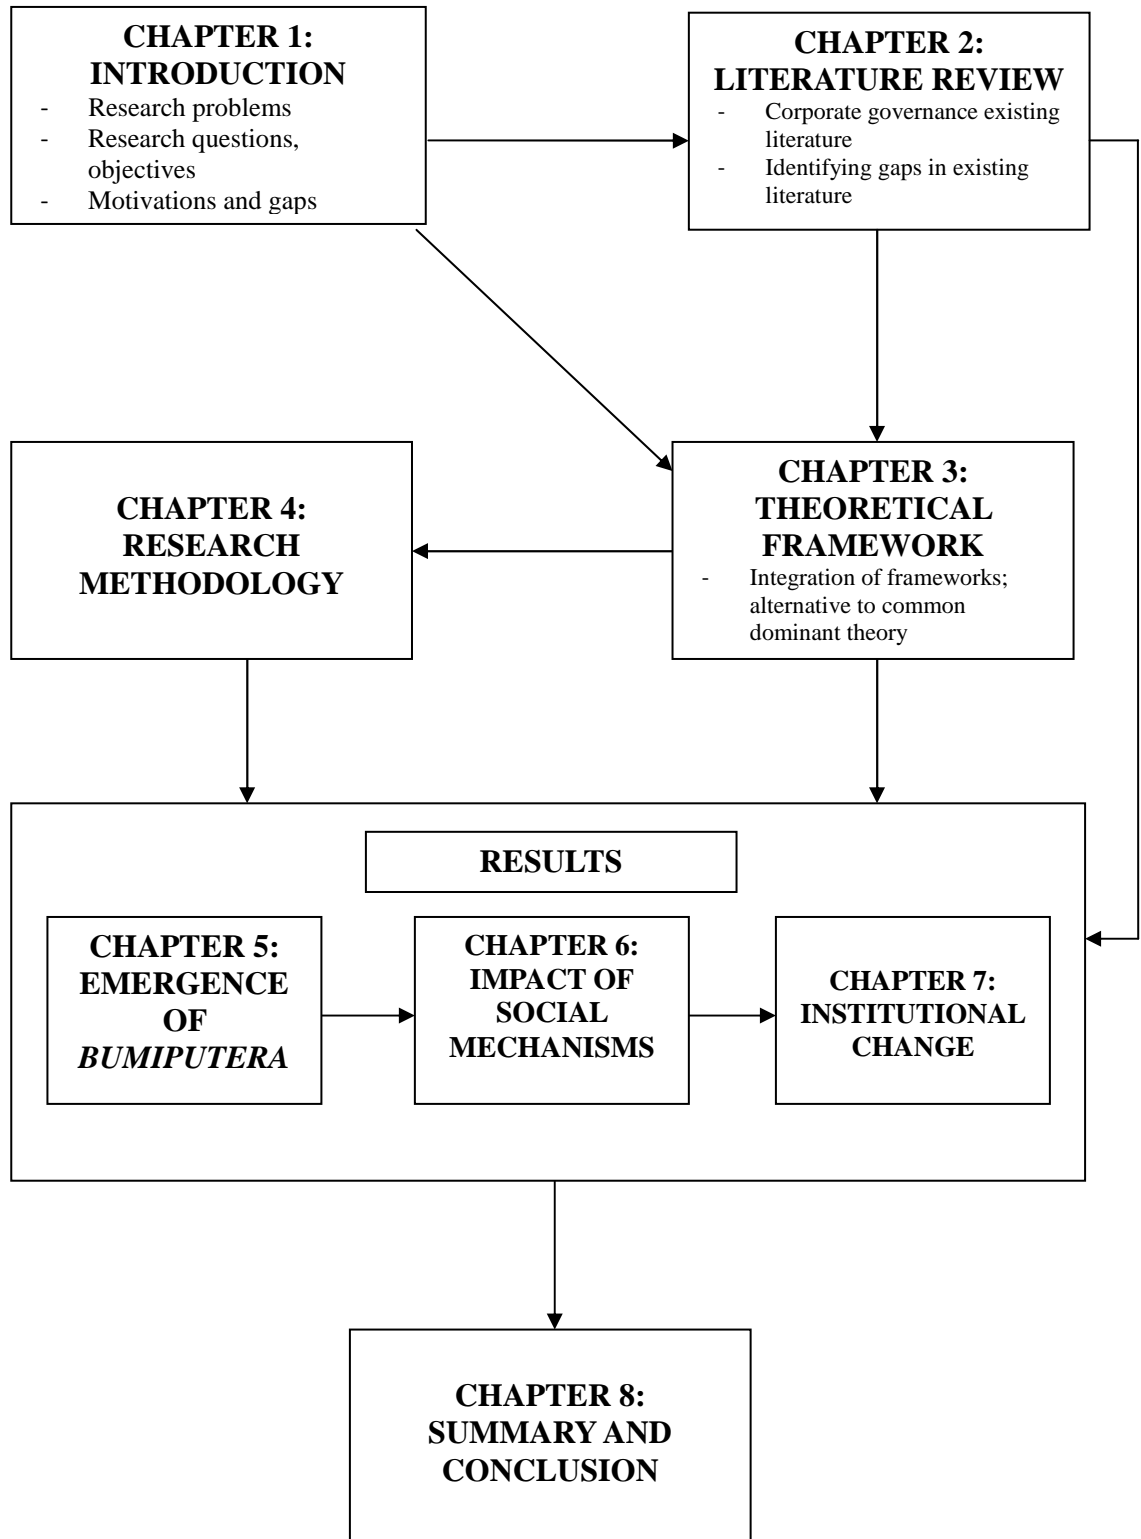 CHAPTER 1:
INTRODUCTION
- Research problems
- Research questions,
objectives
- Motivations and gaps
CHAPTER 2:
LITERATURE REVIEW
- Corporate governance existing
literature
- Identifying gaps in existing
literature
CHAPTER 3:
THEORETICAL
FRAMEWORK
- Integration of frameworks;
alternative to common
dominant theory
CHAPTER 4:
RESEARCH
METHODOLOGY
RESULTS
CHAPTER 5:
EMERGENCE
OF
BUMIPUTERA
CHAPTER 6:
IMPACT OF
SOCIAL
MECHANISMS
CHAPTER 7:
INSTITUTIONAL
CHANGE
CHAPTER 8:
SUMMARY AND
CONCLUSION